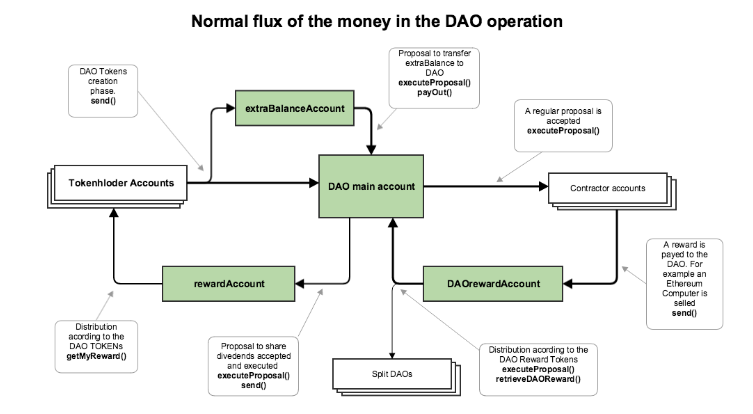 Normal flux of the money in the DAO operation
DAO Tokens
creation
phase.
send()
Proposal to transfer
extraBalance to
DAO
executeProposal()
payOut()
extraBalanceAccount
A regular proposal is
accepted
executeProposal()
Tokenhloder Accounts
DAO main account
Contractor accounts
rewardAccount
DAOrewardAccount
A reward is
payed to the
DAO. For
example an
Ethereum
Computer is
selled
send()
Distribution
acording to the
DAO TOKENs
getMyReward()
Proposal to share
dividends accepted
and executed
executeProposal()
send()
Split DAOs
Distribution acording to the
DAO Reward Tokens
executeProposal()
retrieveDAOReward()